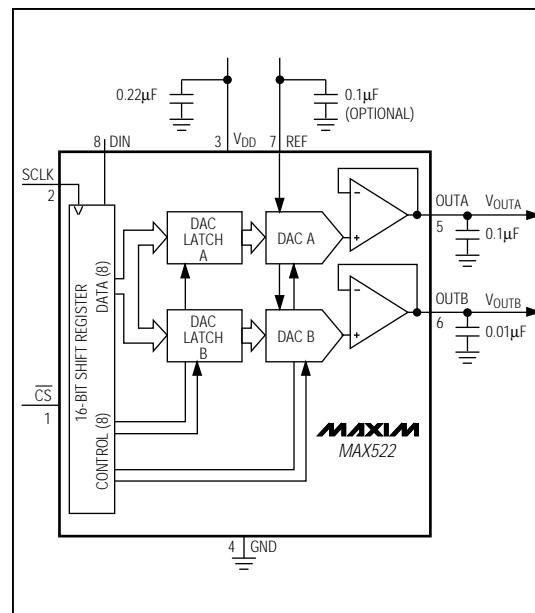 0.22µF
0.1µF
(OPTIONAL)
8 DIN
3 VDD
7 REF
SCLK
2
OUTA VOUTA
5
0.1µF
DAC
LATCH
A
DAC A
DATA (8)
OUTB VOUTB
6
0.01µF
DAC
LATCH
B
DAC B
16-BIT SHIFT REGISTER
CS
1
CONTROL (8)
MAXIM
MAX522
4 GND